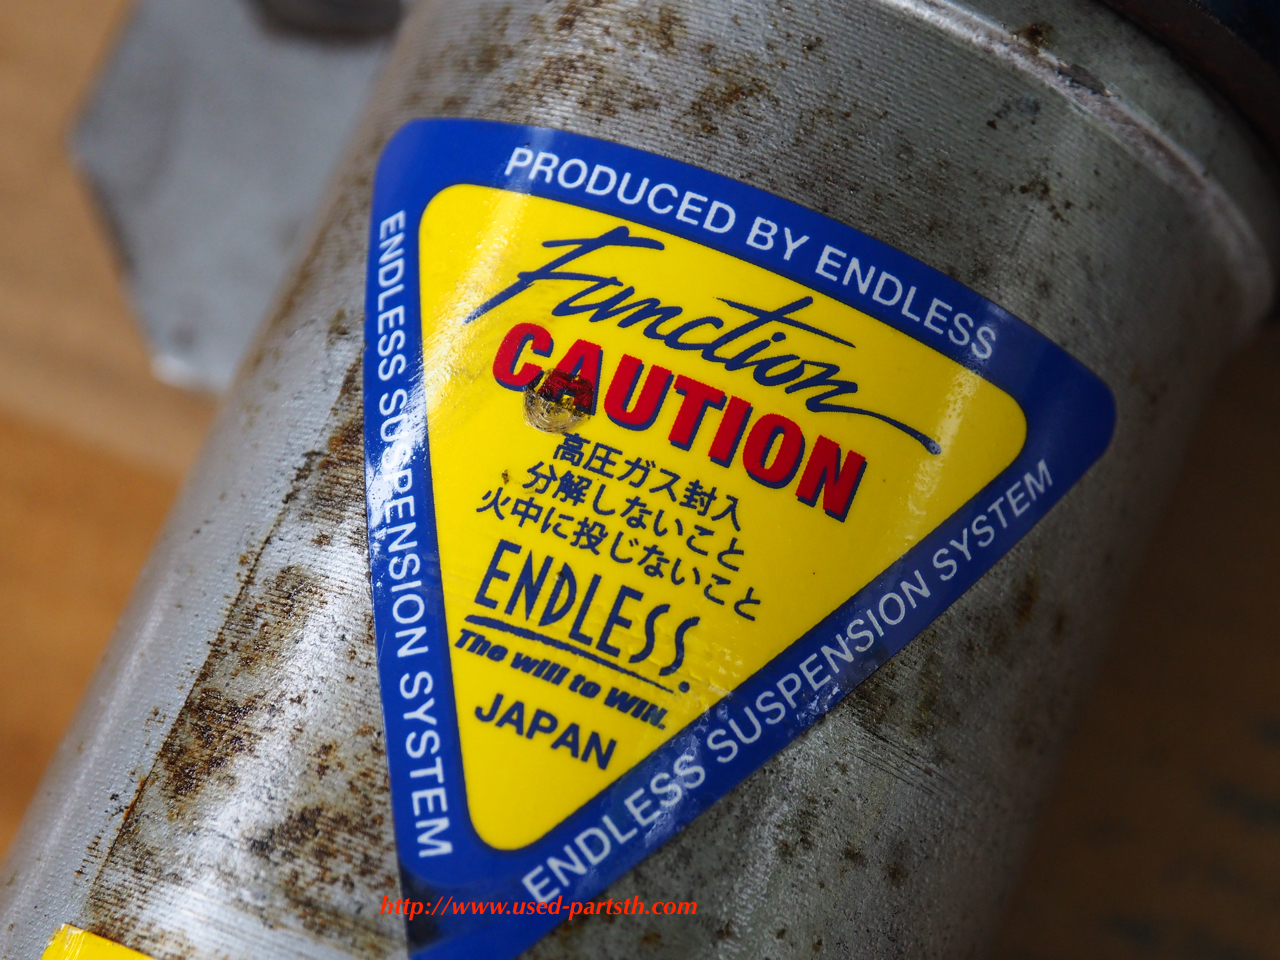 PRODUCED BY ENDLESS
ENDLESS SUSPENSION SYSTEM
Function
CAUTION
高圧ガス封入
分解しないこと
火中に投じないこと
ENDLESS.
The will to WIN.
JAPAN
ENDLESS SUSPENSION SYSTEM
http://www.used-partsth.com